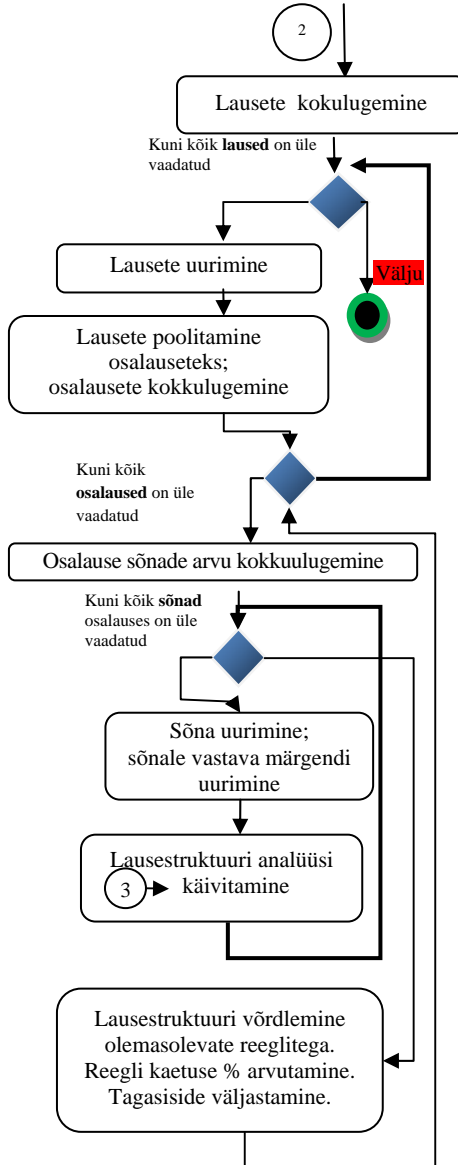 2
Lausete  kokulugemine
Kuni kõik laused on üle
vaadatud
Lausete uurimine
Välju
Lausete poolitamine
osalauseteks;
osalausete kokkulugemine
Kuni kõik
osalaused on üle
vaadatud
Osalause sõnade arvu kokkuulugemine
Kuni kõik sõnad
osalauses on üle
vaadatud
Sõna uurimine;
sõnale vastava märgendi
uurimine
Lausestruktuuri analüüsi
käivitamine
3
Lausestruktuuri võrdlemine
olemasolevate reeglitega.
Reegli kaetuse % arvutamine.
Tagasiside väljastamine.